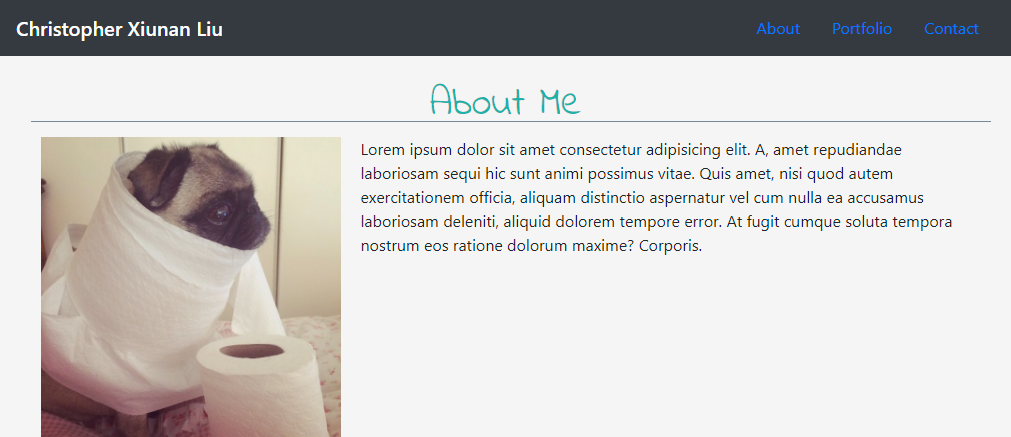 Christopher Xiunan Liu
About Portfolio Contact
About Me
Lorem ipsum dolor sit amet consectetur adipisicing elit. A, amet repudiandae
laboriosam sequi hic sunt animi possimus vitae. Quis amet, nisi quod autem
exercitationem officia, aliquam distinctio aspernatur vel cum nulla ea accusamus
laboriosam deleniti, aliquid dolorem tempore error. At fugit cumque soluta tempora
nostrum eos ratione dolorum maxime? Corporis.